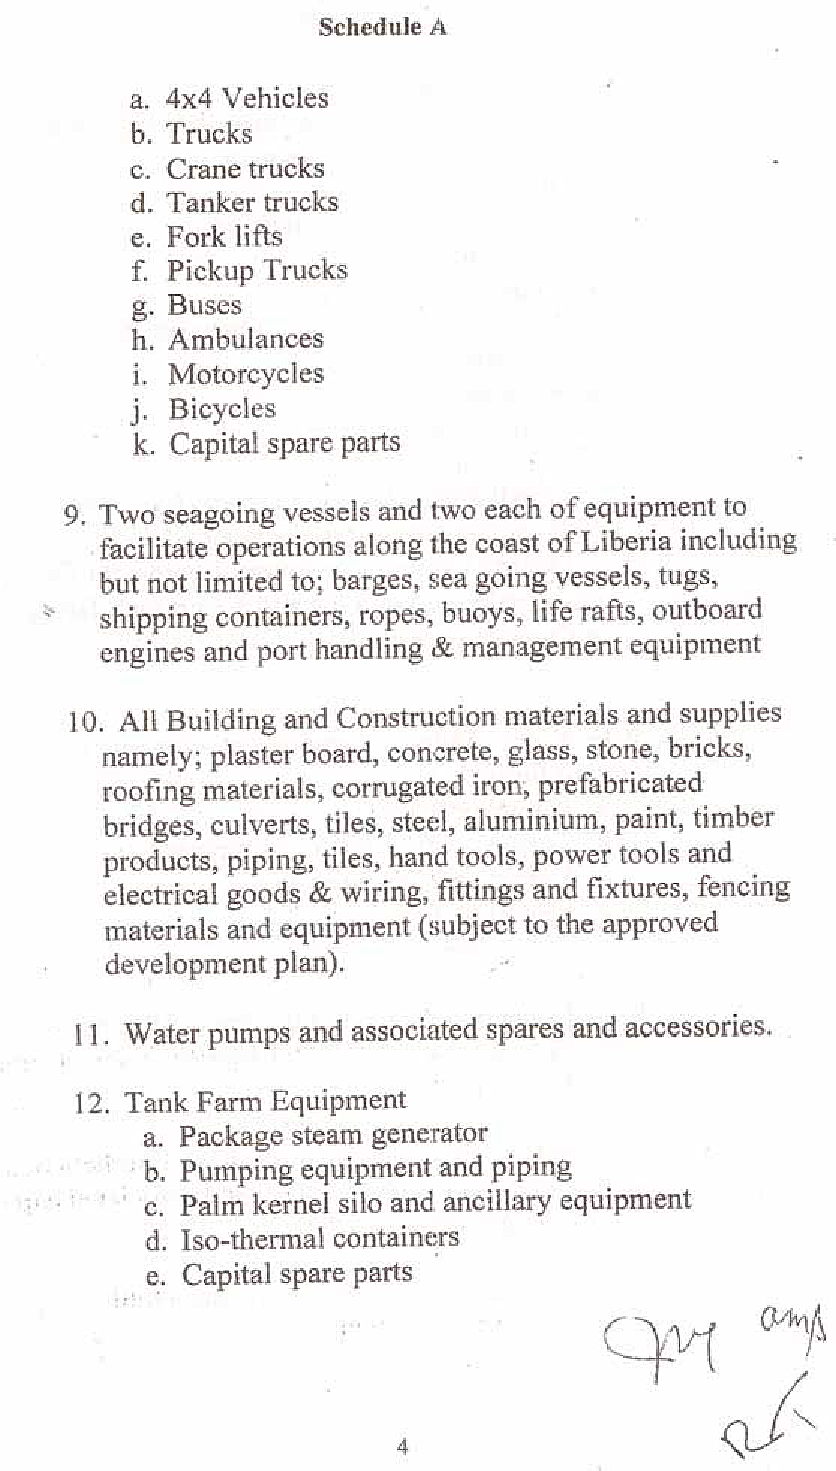 Schedule A
a. 4x4 Vehicles
b. Trucks
c. Crane trucks
d. Tanker trucks
e. Fork lifts
f. Pickup Trucks
g. Buses
h. Ambulances
i. Motorcycles
j. Bicycles
k. Capital spare parts
9. Two seagoing vessels and two each of equipment to
facilitate operations along the coast of Liberia including
but not limited to; barges, sea going vessels, tugs,
shipping containers, ropes, buoys, life rafts, outboard
engines and port handling & management equipment
10. All Building and Construction materials and supplies
namely; plaster board, concrete, glass, stone, bricks,
roofing materials, corrugated iron, prefabricated
bridges, culverts, tiles, steel, aluminium, paint, timber
products, piping, tiles, hand tools, power tools and
electrical goods & wiring, fittings and fixtures, fencing
materials and equipment (subject to the approved
development plan).
11. Water pumps and associated spares and accessories.
12. Tank Farm Equipment
a. Package steam generator
b. Pumping equipment and piping
c. Palm kernel silo and ancillary equipment
d. Iso-thermal containers
e. Capital spare parts
4